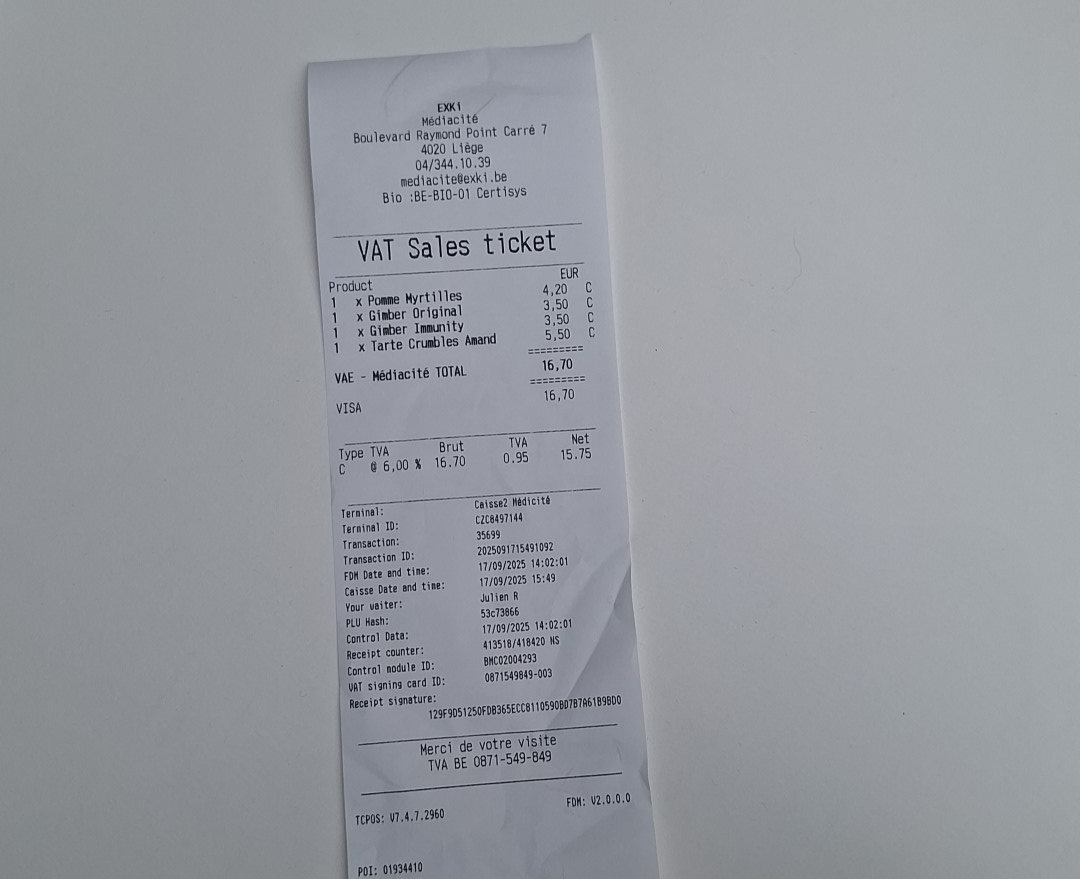 EXKi
Médiacité
Boulevard Raymond Point Carré 7
4020 Liège
04/344.10.39
mediacite@exki.be
Bio :BE-BIO-01 Certisys
VAT Sales ticket
Product EUR
1 x Pomme Myrtilles 4,20 C
1 x Gimber Original 3,50 C
1 x Gimber Immunity 3,50 C
1 x Tarte Crumbles Amand 5,50 C
=========
VAE - Médiacité TOTAL 16,70
=========
VISA 16,70
Type TVA Brut TVA Net
C @ 6,00 % 16.70 0.95 15.75
Terminal: Caisse2 Médicité
Terminal ID: CZC8497144
Transaction: 35699
Transaction ID: 2025091715491092
FDM Date and time: 17/09/2025 14:02:01
Caisse Date and time: 17/09/2025 15:49
Your waiter: Julien R
PLU Hash: 53c73866
Control Data: 17/09/2025 14:02:01
Receipt counter: 413518/418420 NS
Control module ID: BMC02004293
VAT signing card ID: 0871549849-003
Receipt signature:
129F9D51250FDB365ECC8110590BD7B7A61B9BD0
Merci de votre visite
TVA BE 0871-549-849
TCPOS: V7.4.7.2960 FDM: V2.0.0.0
POI: 01934410